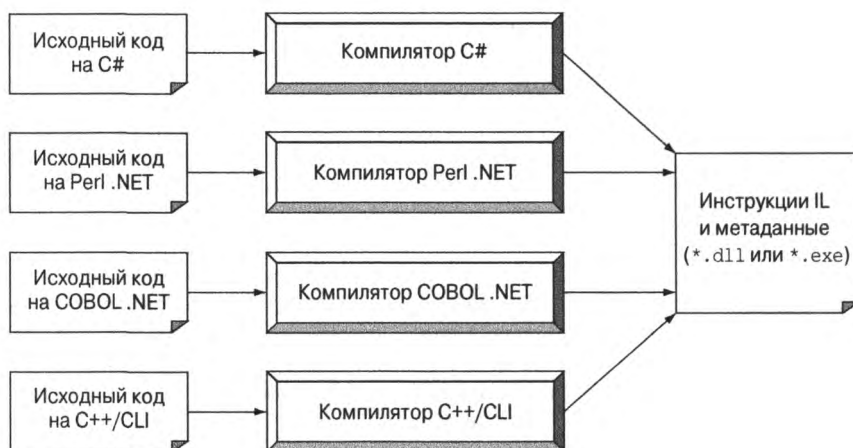 Исходный код
на C#
Компилятор C#
Исходный код
на Perl .NET
Компилятор Perl .NET
Инструкции IL
и метаданные
(*.dll или *.exe)
Исходный код
на COBOL .NET
Компилятор COBOL .NET
Исходный код
на C++/CLI
Компилятор C++/CLI